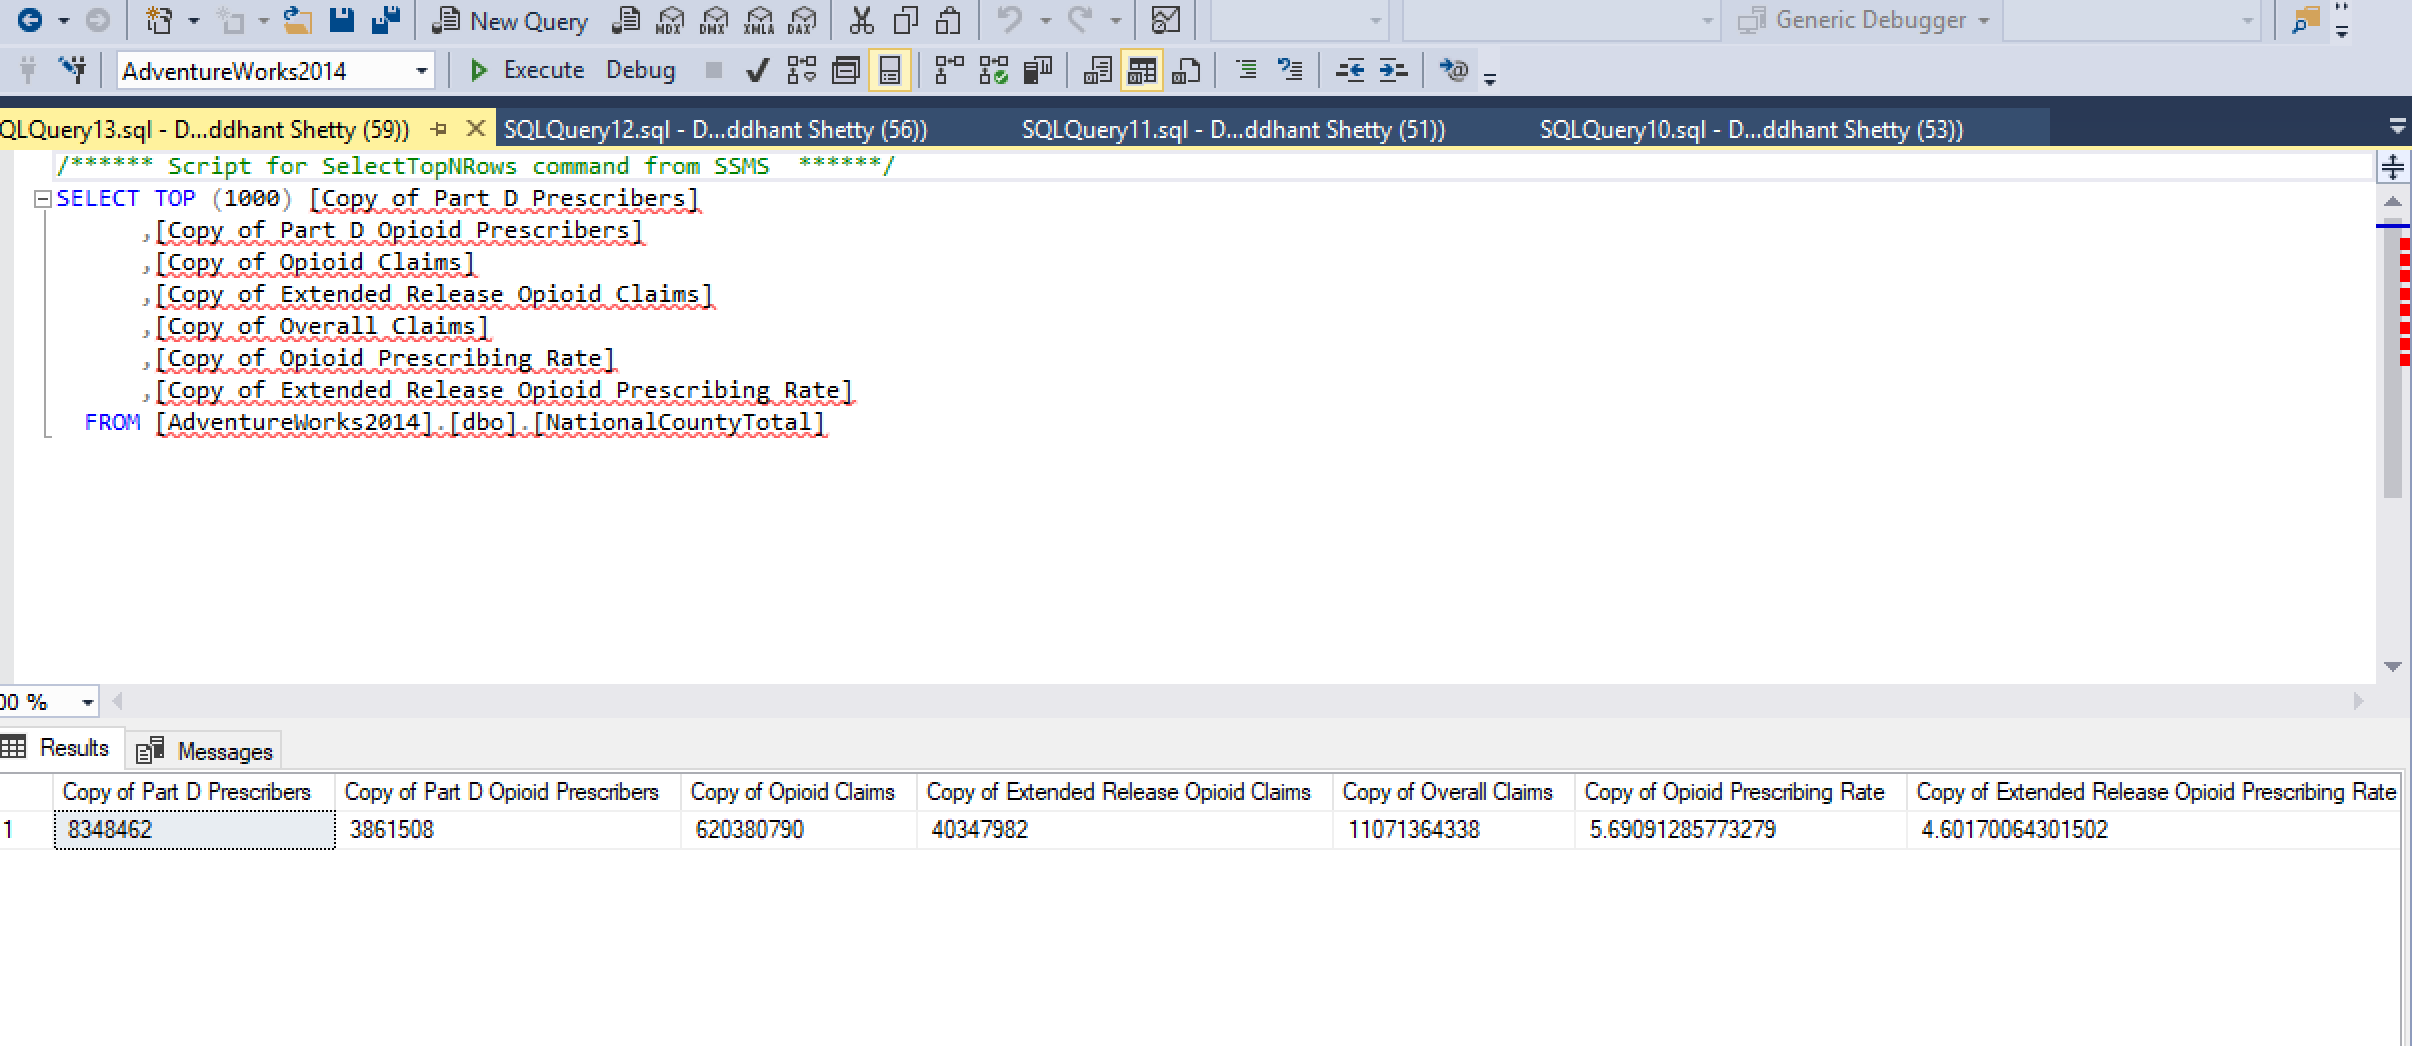 New Query MDX DMX XMLA DAX Generic Debugger
AdventureWorks2014 Execute Debug
QLQuery13.sql - D...ddhant Shetty (59)) SQLQuery12.sql - D...ddhant Shetty (56)) SQLQuery11.sql - D...ddhant Shetty (51)) SQLQuery10.sql - D...ddhant Shetty (53))
/****** Script for SelectTopNRows command from SSMS  ******/
SELECT TOP (1000) [Copy of Part D Prescribers]
,[Copy of Part D Opioid Prescribers]
,[Copy of Opioid Claims]
,[Copy of Extended Release Opioid Claims]
,[Copy of Overall Claims]
,[Copy of Opioid Prescribing Rate]
,[Copy of Extended Release Opioid Prescribing Rate]
FROM [AdventureWorks2014].[dbo].[NationalCountyTotal]
00 %
Results Messages
Copy of Part D Prescribers Copy of Part D Opioid Prescribers Copy of Opioid Claims Copy of Extended Release Opioid Claims Copy of Overall Claims Copy of Opioid Prescribing Rate Copy of Extended Release Opioid Prescribing Rate
1 8348462 3861508 620380790 40347982 11071364338 5.69091285773279 4.60170064301502